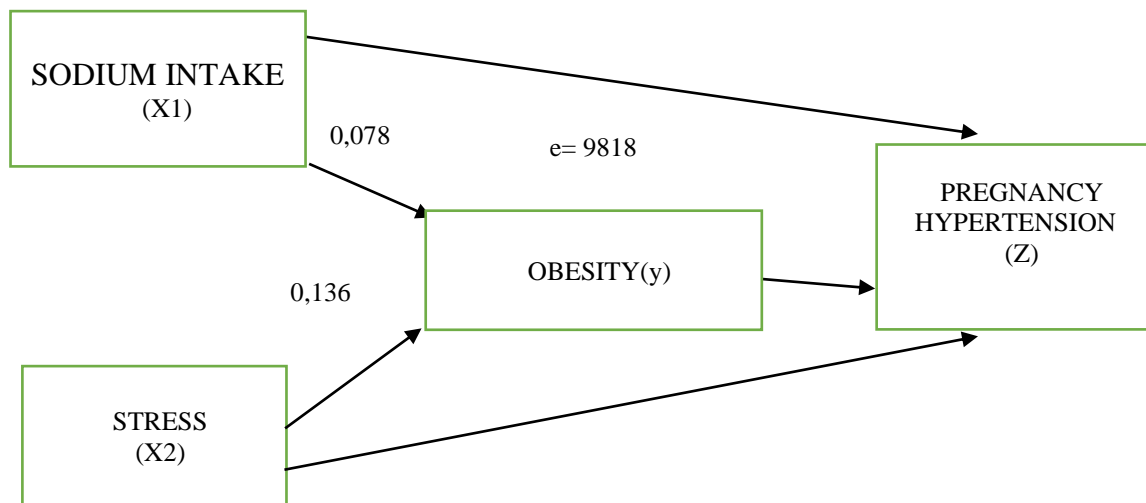 SODIUM INTAKE
(X1)
0,078
e= 9818
PREGNANCY
HYPERTENSION
(Z)
OBESITY(y)
0,136
STRESS
(X2)